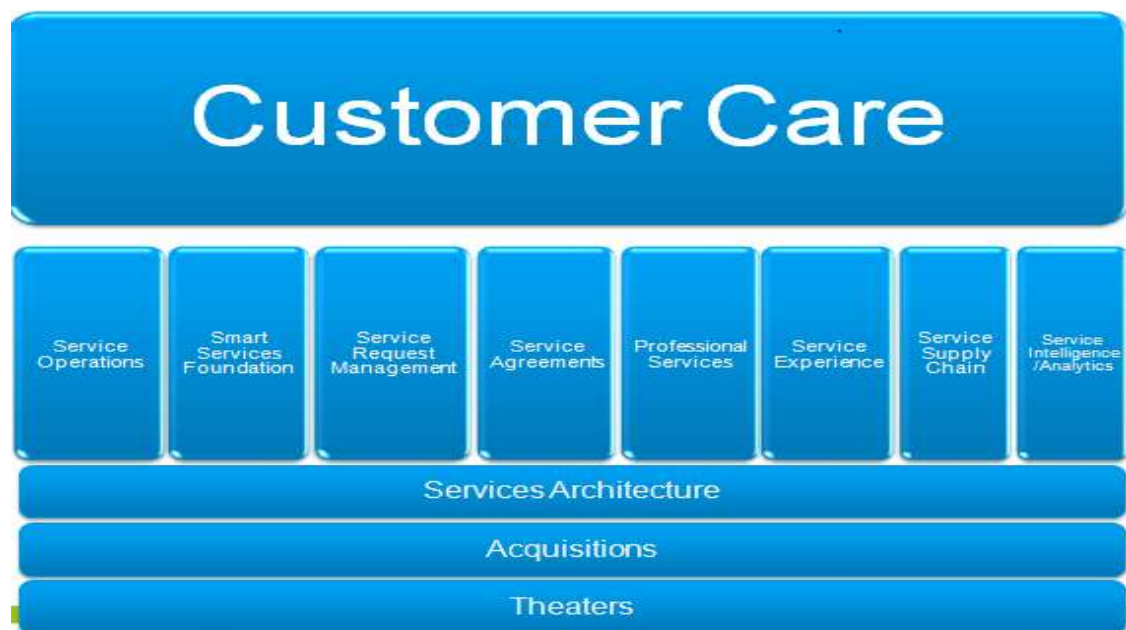 Customer Care
Service
Operations
Smart
Services
Foundation
Service
Request
Management
Service
Agreements
Professional
Services
Service
Experience
Service
Supply
Chain
Service
Intelligence
/Analytics
Services Architecture
Acquisitions
Theaters